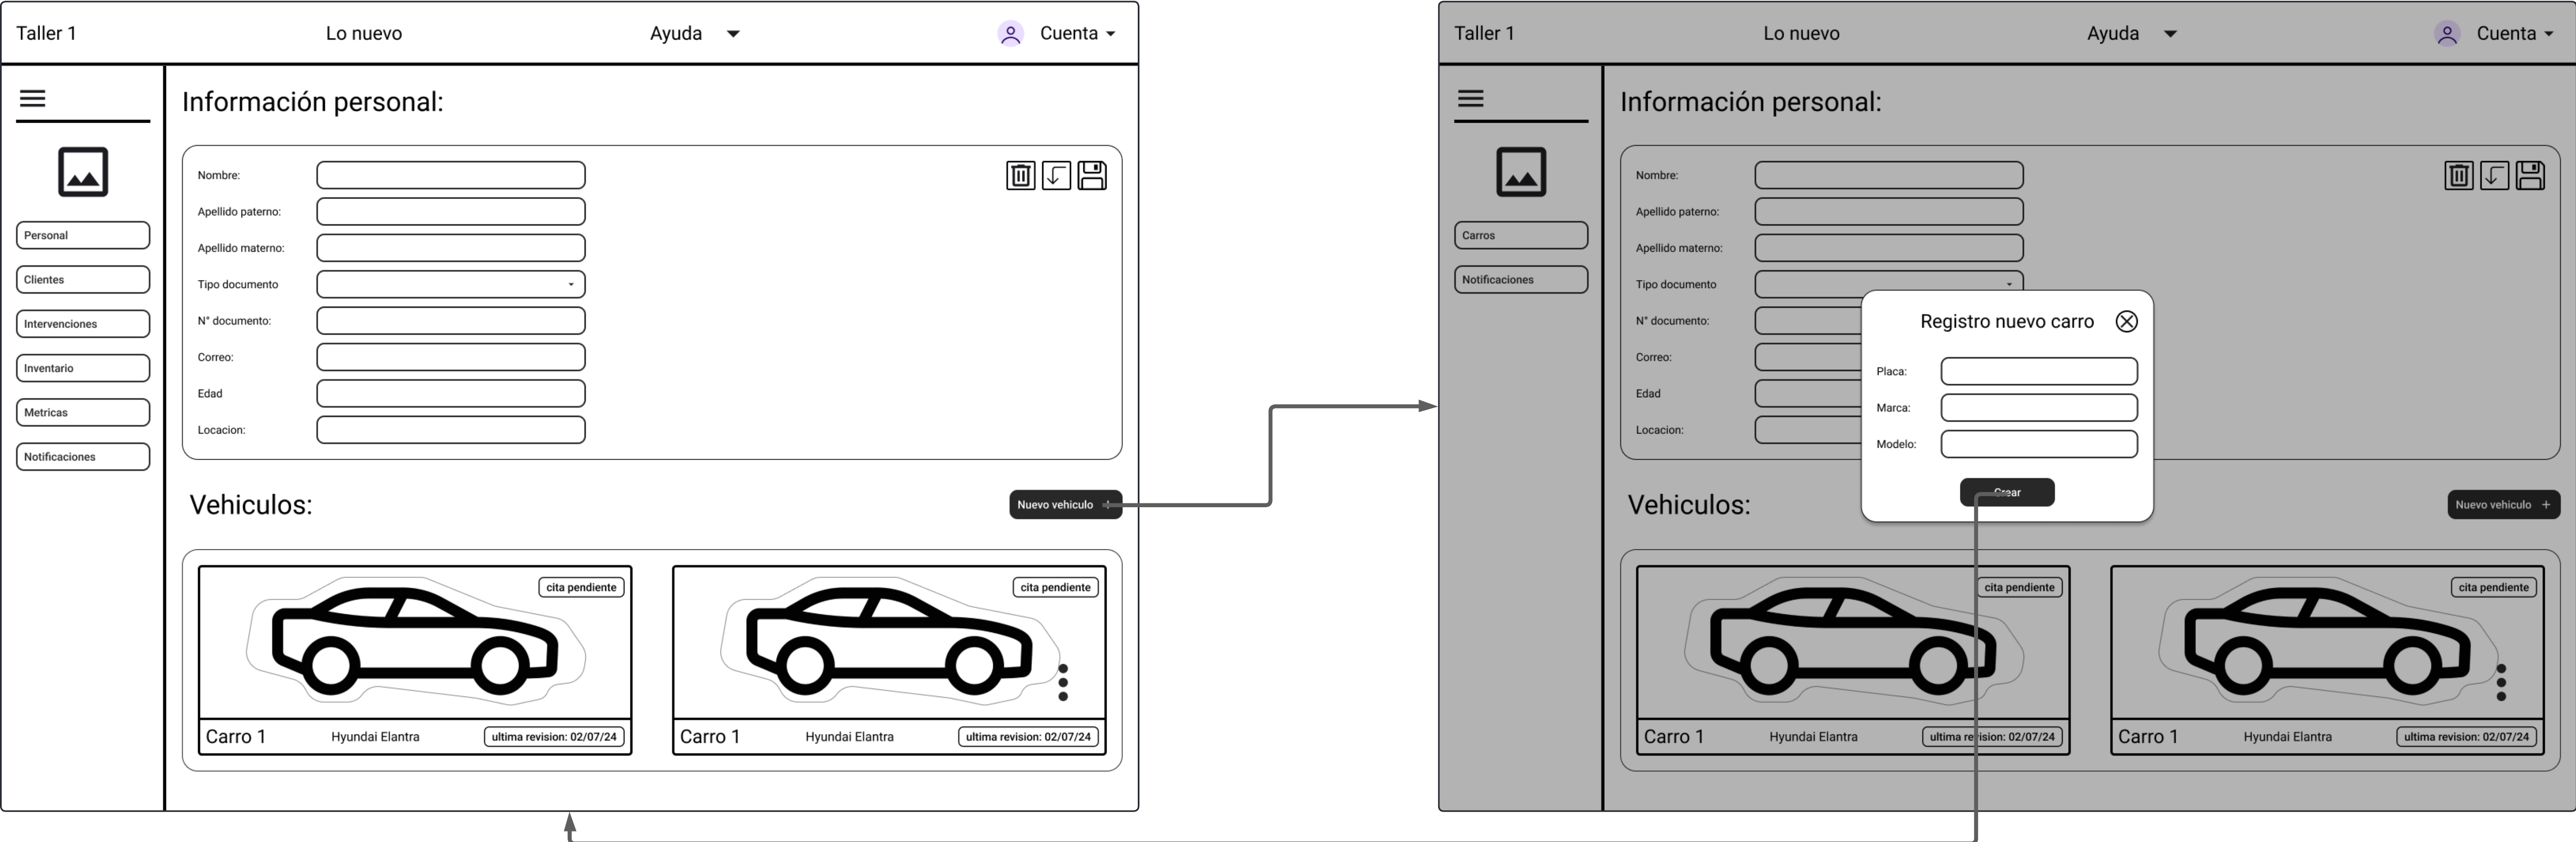 Taller 1 Lo nuevo Ayuda Cuenta
Información personal:
Nombre:
Apellido paterno:
Apellido materno:
Tipo documento
N° documento:
Correo:
Edad
Locacion:
Personal
Clientes
Intervenciones
Inventario
Metricas
Notificaciones
Vehiculos:
Nuevo vehiculo +
cita pendiente
Carro 1 Hyundai Elantra ultima revision: 02/07/24
cita pendiente
Carro 1 Hyundai Elantra ultima revision: 02/07/24
Taller 1 Lo nuevo Ayuda Cuenta
Información personal:
Nombre:
Apellido paterno:
Apellido materno:
Tipo documento
N° documento:
Correo:
Edad
Locacion:
Carros
Notificaciones
Registro nuevo carro
Placa:
Marca:
Modelo:
Crear
Vehiculos:
Nuevo vehiculo +
cita pendiente
Carro 1 Hyundai Elantra ultima revision: 02/07/24
cita pendiente
Carro 1 Hyundai Elantra ultima revision: 02/07/24